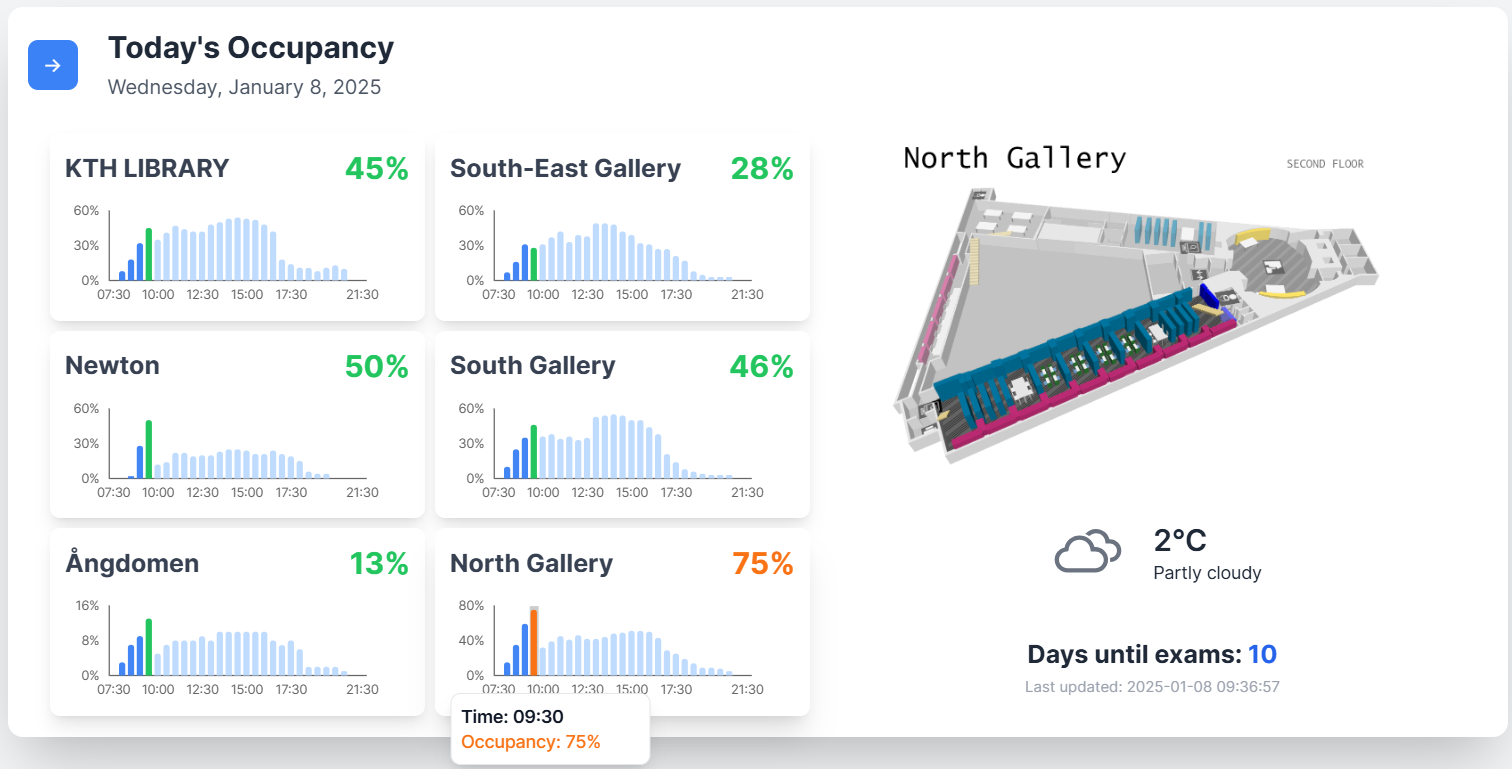 Today's Occupancy
Wednesday, January 8, 2025
KTH LIBRARY 45%
60%
30%
0%
07:30 10:00 12:30 15:00 17:30 21:30
South-East Gallery 28%
60%
30%
0%
07:30 10:00 12:30 15:00 17:30 21:30
Newton 50%
60%
30%
0%
07:30 10:00 12:30 15:00 17:30 21:30
South Gallery 46%
60%
30%
0%
07:30 10:00 12:30 15:00 17:30 21:30
Ångdomen 13%
16%
8%
0%
07:30 10:00 12:30 15:00 17:30 21:30
North Gallery 75%
80%
40%
0%
07:30 10:00 12:30 15:00 17:30 21:30
Time: 09:30
Occupancy: 75%
North Gallery SECOND FLOOR
2°C
Partly cloudy
Days until exams: 10
Last updated: 2025-01-08 09:36:57